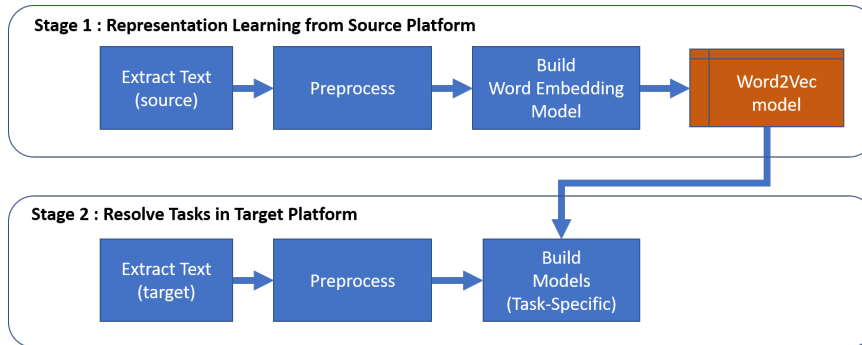 Stage 1 : Representation Learning from Source Platform
Extract Text
(source)
Preprocess
Build
Word Embedding
Model
Word2Vec
model
Stage 2 : Resolve Tasks in Target Platform
Extract Text
(target)
Preprocess
Build
Models
(Task-Specific)